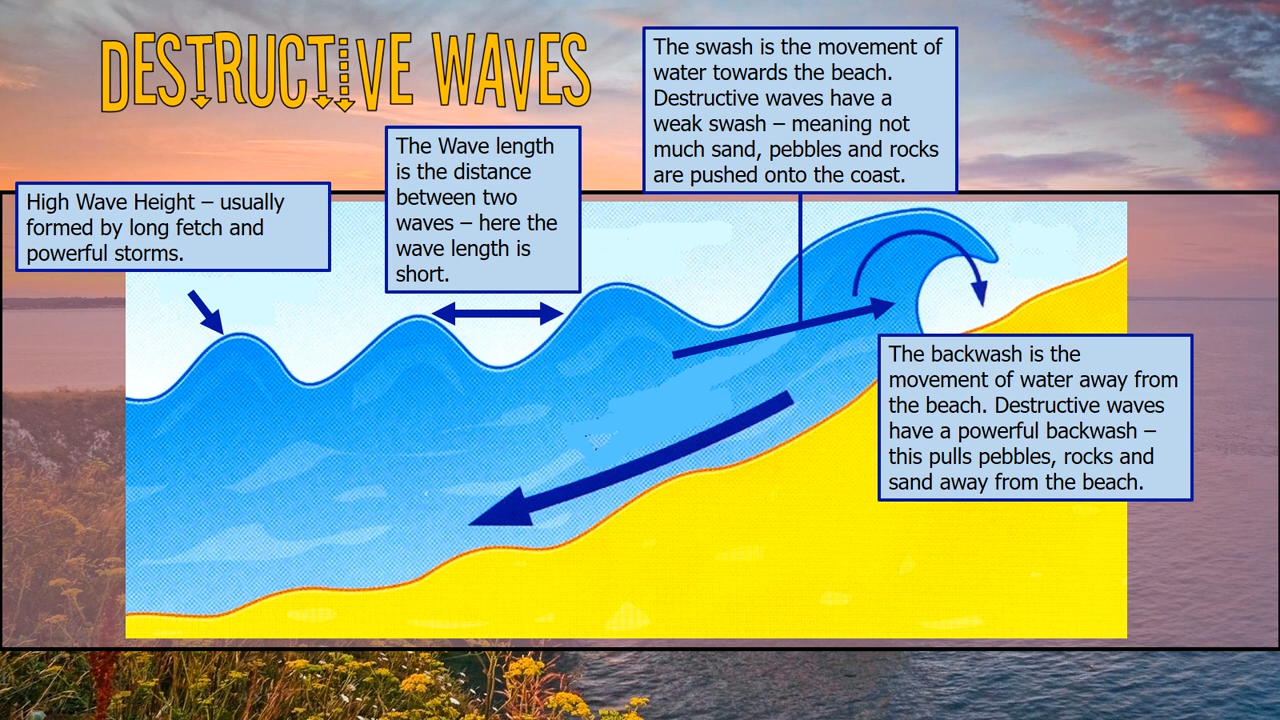 DESTRUCTIVE WAVES
The swash is the movement of
water towards the beach.
Destructive waves have a
weak swash – meaning not
much sand, pebbles and rocks
are pushed onto the coast.
The Wave length
is the distance
between two
waves – here the
wave length is
short.
High Wave Height – usually
formed by long fetch and
powerful storms.
The backwash is the
movement of water away from
the beach. Destructive waves
have a powerful backwash –
this pulls pebbles, rocks and
sand away from the beach.